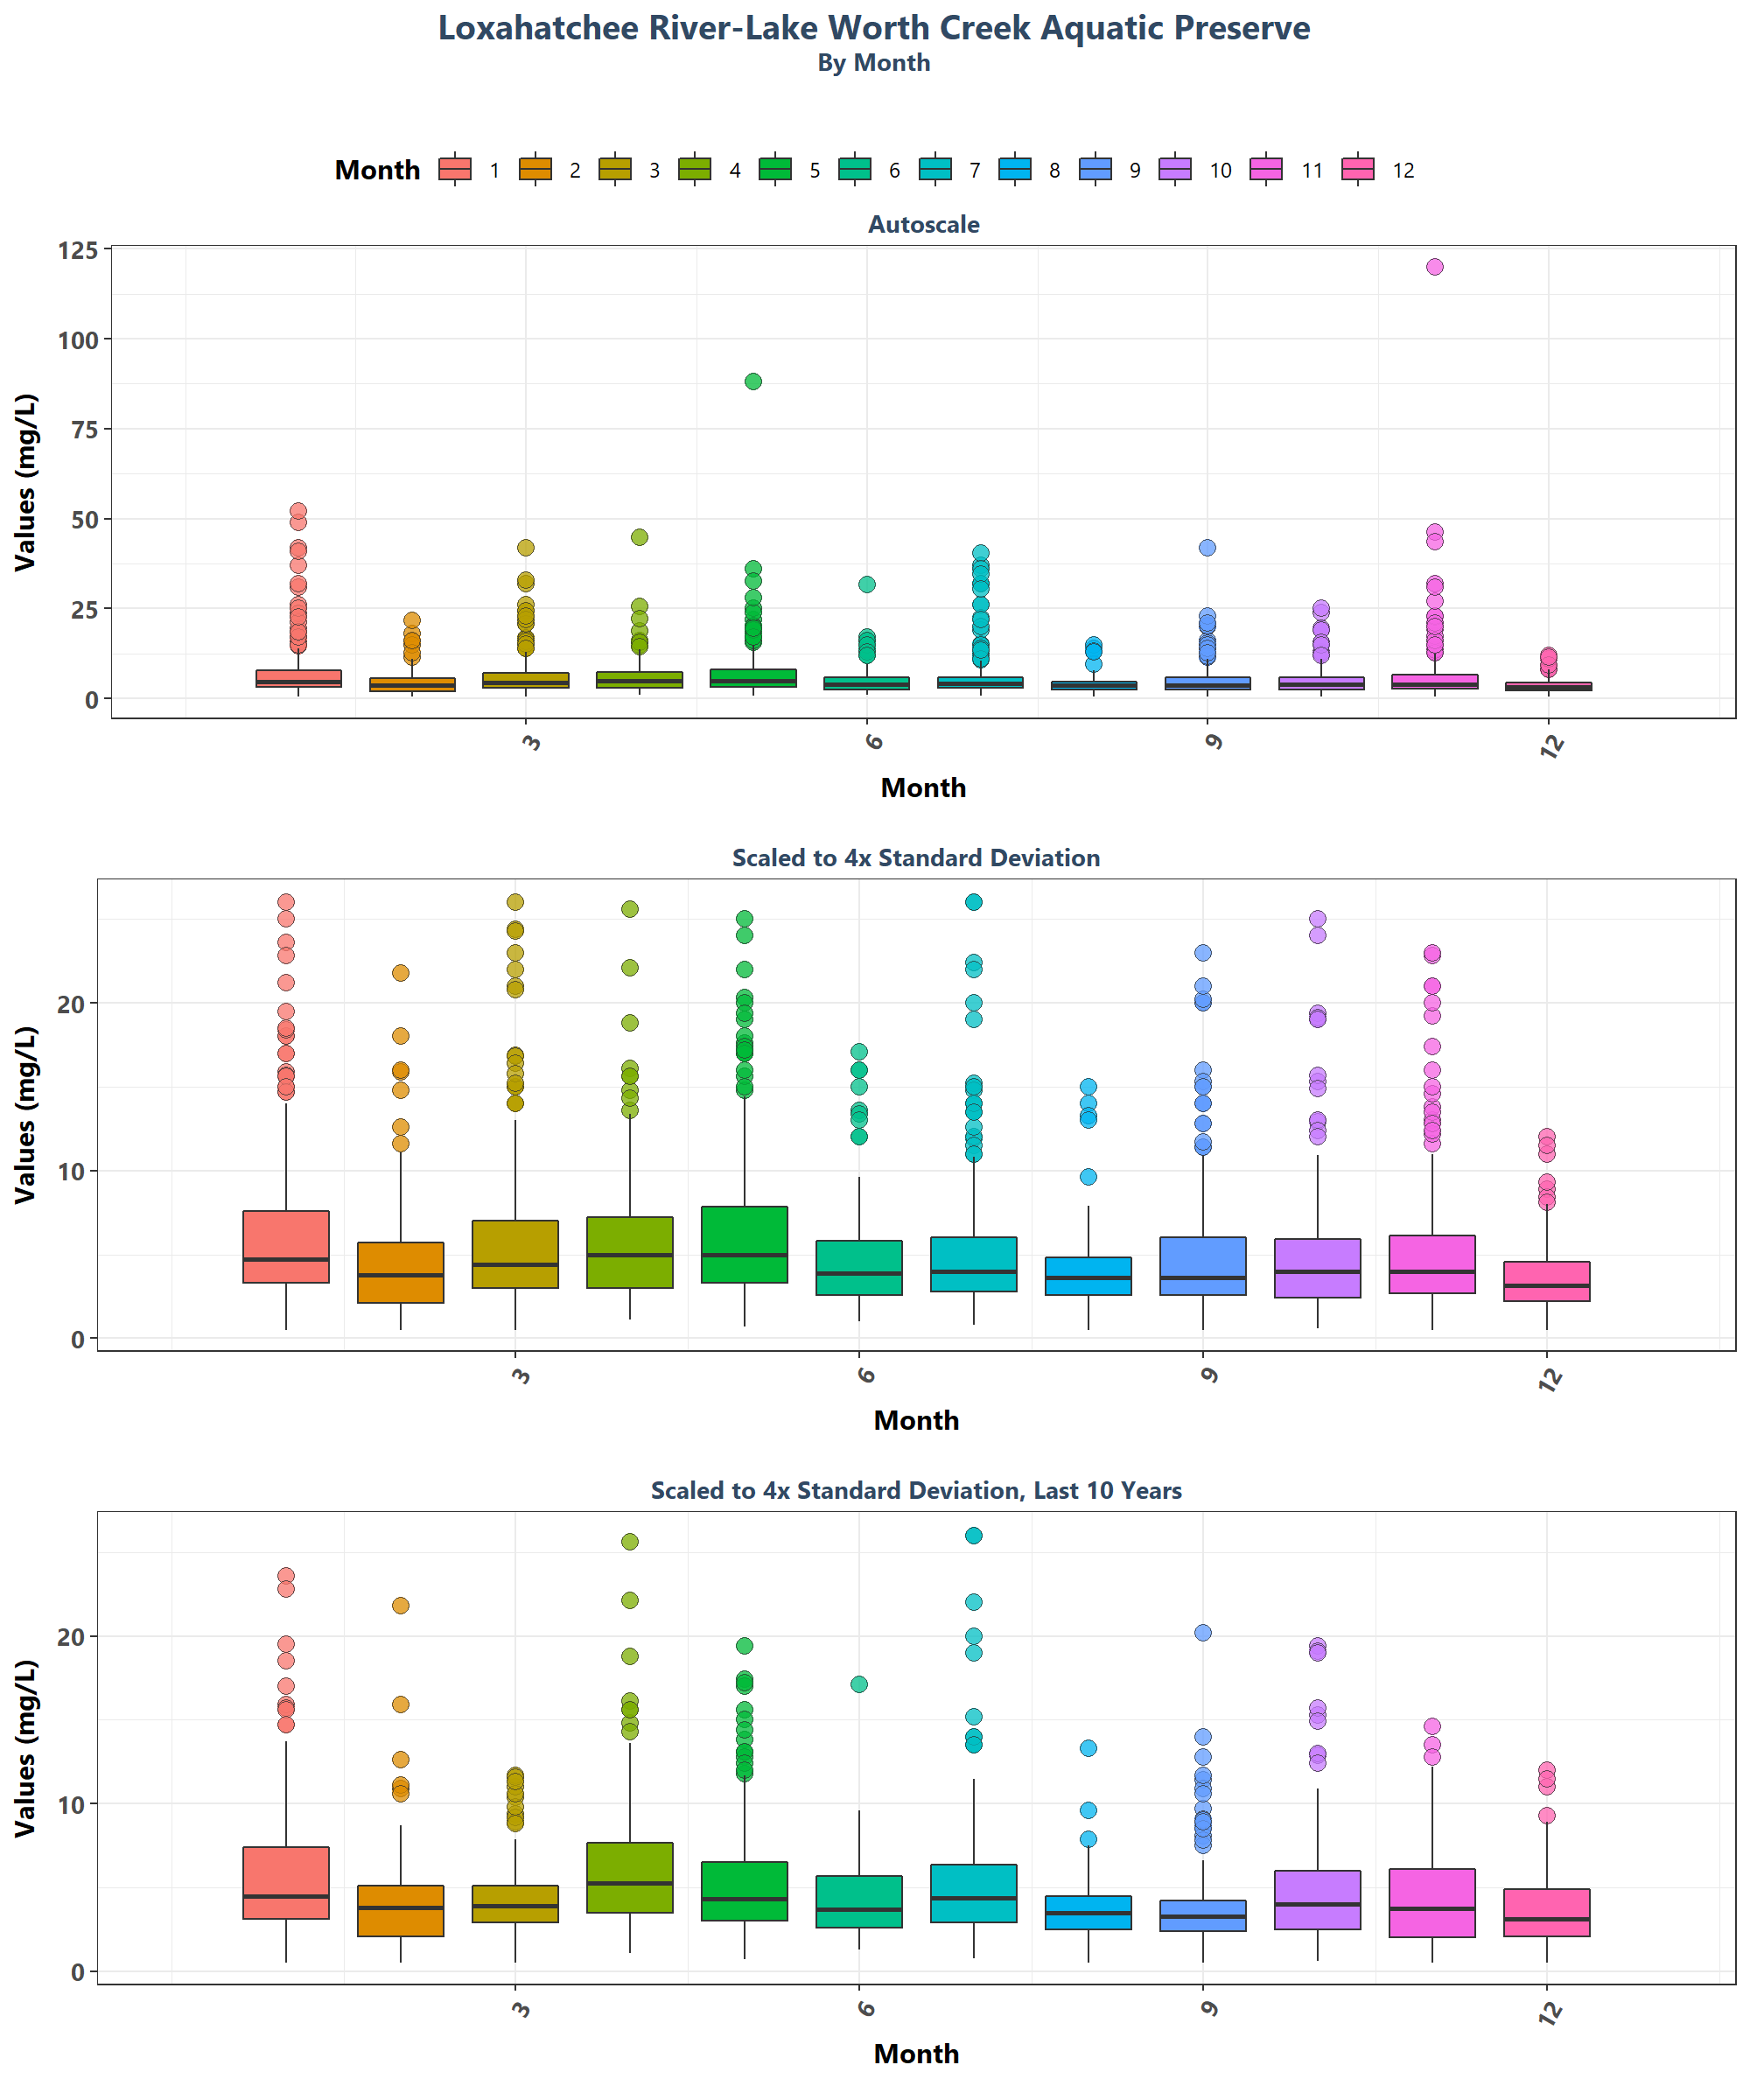 Loxahatchee River-Lake Worth Creek Aquatic Preserve
By Month
Month 1 2 3 4 5 6 7 8 9 10 11 12
Autoscale
125
100
75
50
25
0
Values (mg/L)
3 6 9 12
Month
Scaled to 4x Standard Deviation
20
10
0
Values (mg/L)
3 6 9 12
Month
Scaled to 4x Standard Deviation, Last 10 Years
20
10
0
Values (mg/L)
3 6 9 12
Month